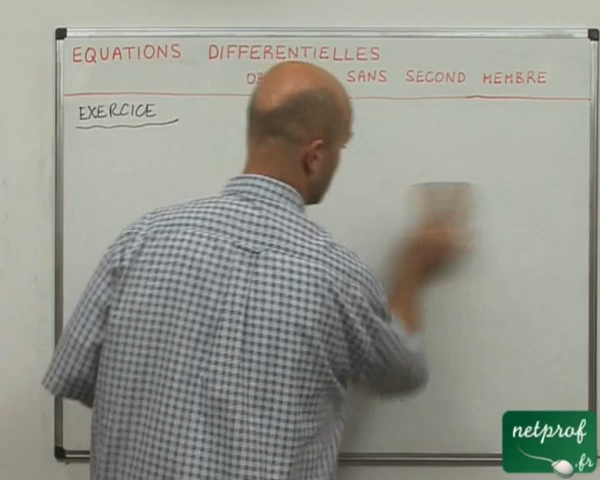 EQUATIONS DIFFERENTIELLES
SANS SECOND MEMBRE
EXERCICE
netprof
.fr